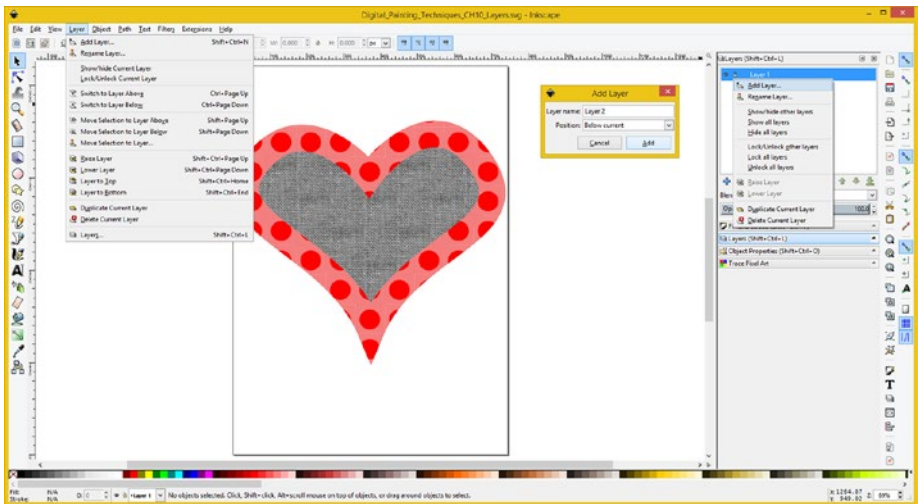 Digital_Painting_Techniques_CH10_Layers.svg - Inkscape
File Edit View Layer Object Path Text Filters Extensions Help
Add Layer... Shift+Ctrl+N
Rename Layer...
Show/hide Current Layer
Lock/Unlock Current Layer
Switch to Layer Above Ctrl+Page Up
Switch to Layer Below Ctrl+Page Down
Move Selection to Layer Above Shift+Page Up
Move Selection to Layer Below Shift+Page Down
Move Selection to Layer...
Raise Layer Shift+Ctrl+Page Up
Lower Layer Shift+Ctrl+Page Down
Layer to Top Shift+Ctrl+Home
Layer to Bottom Shift+Ctrl+End
Duplicate Current Layer
Delete Current Layer
Layers... Shift+Ctrl+L
W: 0.000 H: 0.000 px
Add Layer
Layer name: Layer 2
Position: Below current
Cancel Add
Layers (Shift+Ctrl+L)
Layer 1
Add Layer...
Rename Layer...
Show/hide other layers
Show all layers
Hide all layers
Lock/Unlock other layers
Lock all layers
Unlock all layers
Raise Layer
Lower Layer
Duplicate Current Layer
Delete Current Layer
100.0
Layers (Shift+Ctrl+L)
Object Properties (Shift+Ctrl+O)
Trace Pixel Art
Fill: N/A
Stroke: N/A
O: 0
Layer 1
No objects selected. Click, Shift+click, Alt+scroll mouse on top of objects, or drag around objects to select.